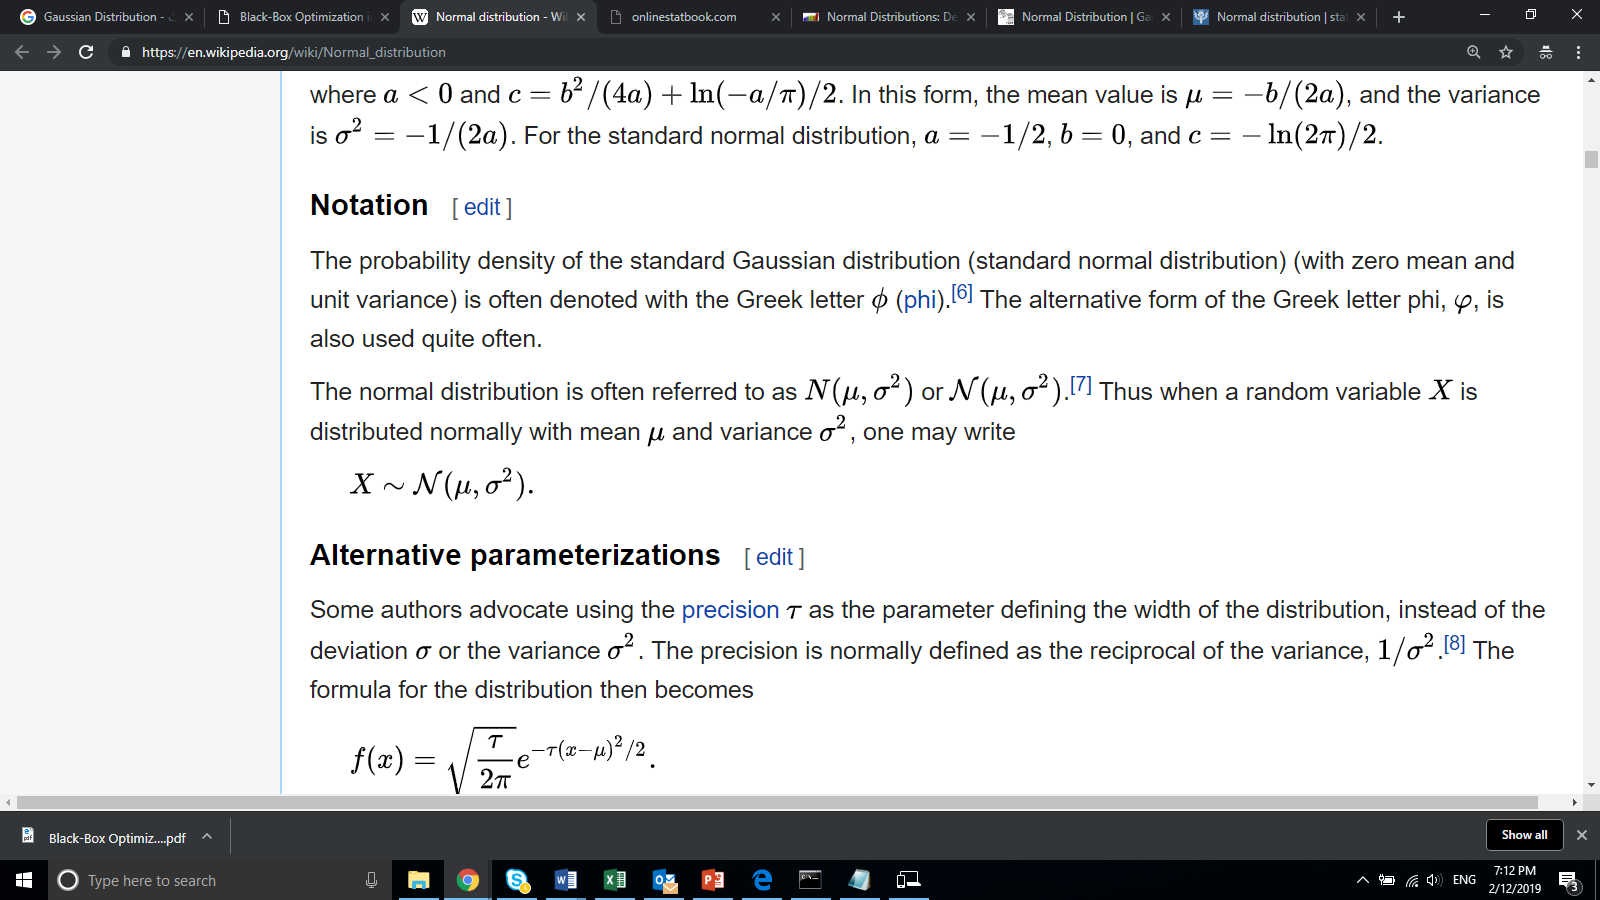 Gaussian Distribution -
Black-Box Optimization i
Normal distribution - Wi
onlinestatbook.com
Normal Distributions: De
Normal Distribution | Ga
Normal distribution | sta
https://en.wikipedia.org/wiki/Normal_distribution
where a < 0 and c = b²/(4a) + ln(−a/π)/2. In this form, the mean value is μ = −b/(2a), and the variance
is σ² = −1/(2a). For the standard normal distribution, a = −1/2, b = 0, and c = − ln(2π)/2.
Notation [ edit ]
The probability density of the standard Gaussian distribution (standard normal distribution) (with zero mean and
unit variance) is often denoted with the Greek letter ϕ (phi).[6] The alternative form of the Greek letter phi, φ, is
also used quite often.
The normal distribution is often referred to as N(μ, σ²) or 𝒩(μ, σ²).[7] Thus when a random variable X is
distributed normally with mean μ and variance σ², one may write
X ∼ 𝒩(μ, σ²).
Alternative parameterizations [ edit ]
Some authors advocate using the precision τ as the parameter defining the width of the distribution, instead of the
deviation σ or the variance σ². The precision is normally defined as the reciprocal of the variance, 1/σ².[8] The
formula for the distribution then becomes
f(x) = √(τ/2π) e^(−τ(x−μ)²/2).
Black-Box Optimiz....pdf
Show all
Type here to search
ENG
7:12 PM
2/12/2019
3